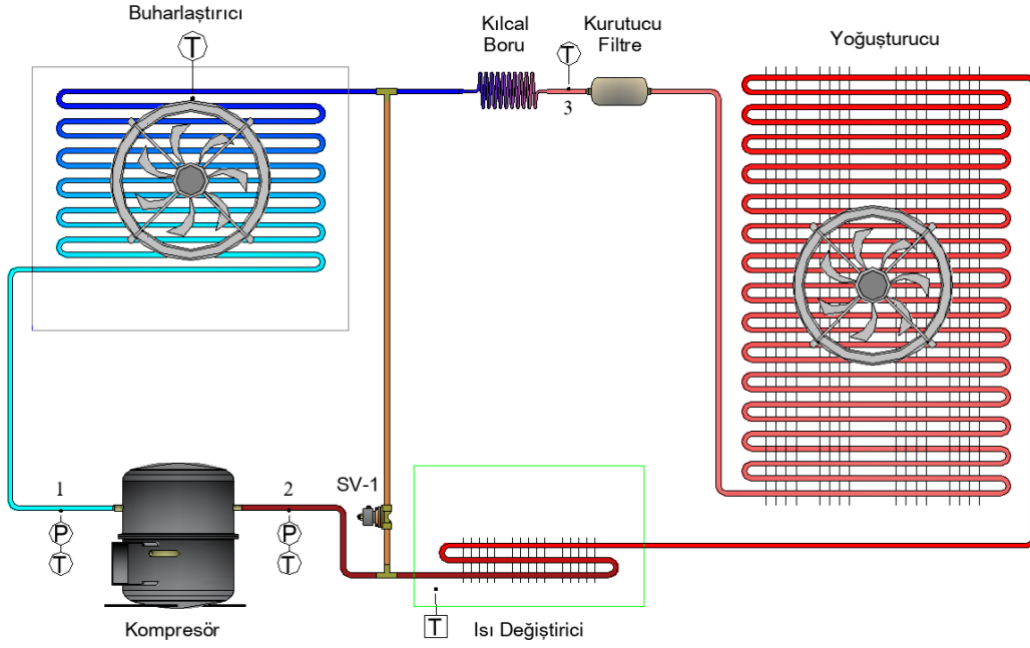 Buharlaştırıcı
T
Kılcal
Boru
T
3
Kurutucu
Filtre
Yoğuşturucu
1
P
T
2
P
T
SV-1
Kompresör
T
Isı Değiştirici